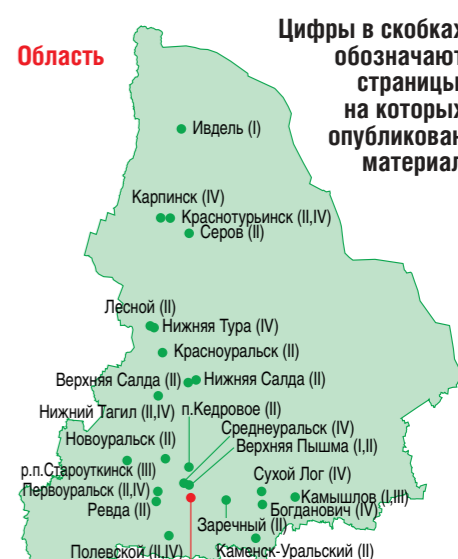 Область
Цифры в скобках
обозначают
страницы,
на которых
опубликован
материал
Ивдель (I)
Карпинск (IV)
Краснотурьинск (II,IV)
Серов (II)
Лесной (II)
Нижняя Тура (IV)
Красноуральск (II)
Верхняя Салда (II)
Нижняя Салда (II)
Нижний Тагил (II,IV)
п.Кедровое (II)
Среднеуральск (IV)
Новоуральск (II)
Верхняя Пышма (I,II)
р.п.Староуткинск (III)
Сухой Лог (IV)
Первоуральск (II,IV)
Камышлов (I,III)
Ревда (II)
Богданович (IV)
Заречный (II)
Полевской (II,IV)
Каменск-Уральский (II)